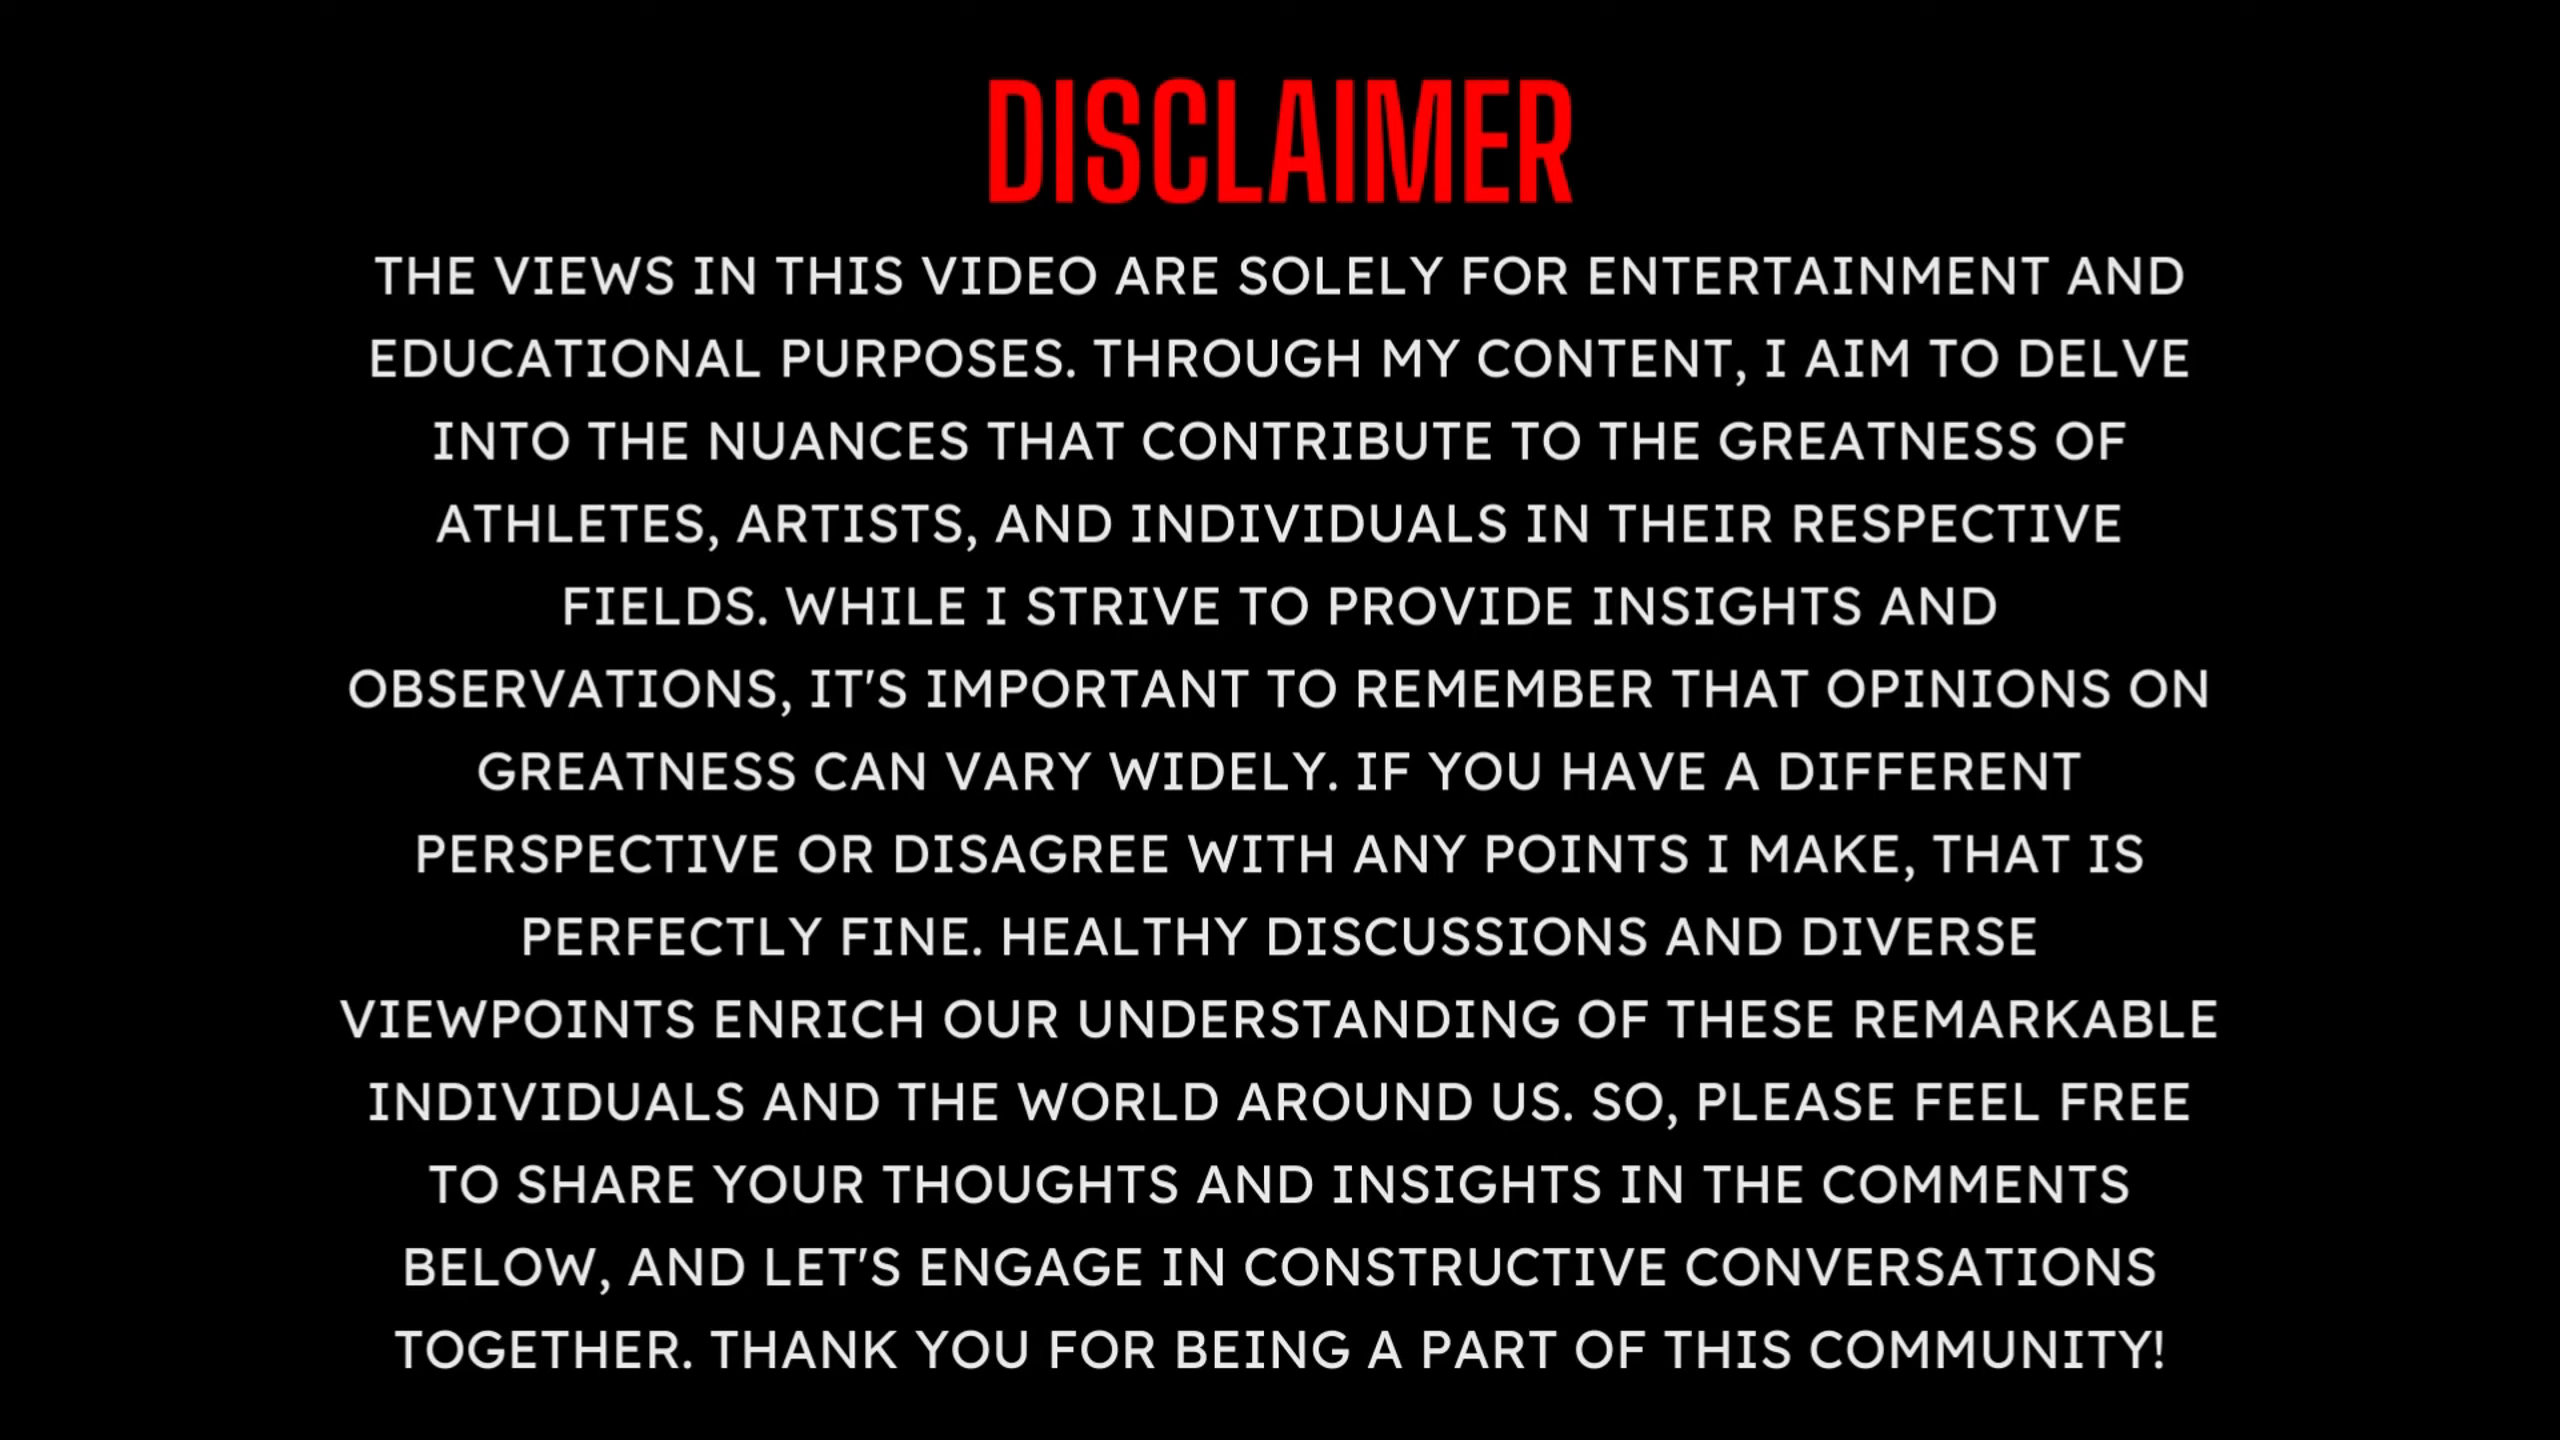 DISCLAIMER
THE VIEWS IN THIS VIDEO ARE SOLELY FOR ENTERTAINMENT AND
EDUCATIONAL PURPOSES. THROUGH MY CONTENT, I AIM TO DELVE
INTO THE NUANCES THAT CONTRIBUTE TO THE GREATNESS OF
ATHLETES, ARTISTS, AND INDIVIDUALS IN THEIR RESPECTIVE
FIELDS. WHILE I STRIVE TO PROVIDE INSIGHTS AND
OBSERVATIONS, IT'S IMPORTANT TO REMEMBER THAT OPINIONS ON
GREATNESS CAN VARY WIDELY. IF YOU HAVE A DIFFERENT
PERSPECTIVE OR DISAGREE WITH ANY POINTS I MAKE, THAT IS
PERFECTLY FINE. HEALTHY DISCUSSIONS AND DIVERSE
VIEWPOINTS ENRICH OUR UNDERSTANDING OF THESE REMARKABLE
INDIVIDUALS AND THE WORLD AROUND US. SO, PLEASE FEEL FREE
TO SHARE YOUR THOUGHTS AND INSIGHTS IN THE COMMENTS
BELOW, AND LET'S ENGAGE IN CONSTRUCTIVE CONVERSATIONS
TOGETHER. THANK YOU FOR BEING A PART OF THIS COMMUNITY!